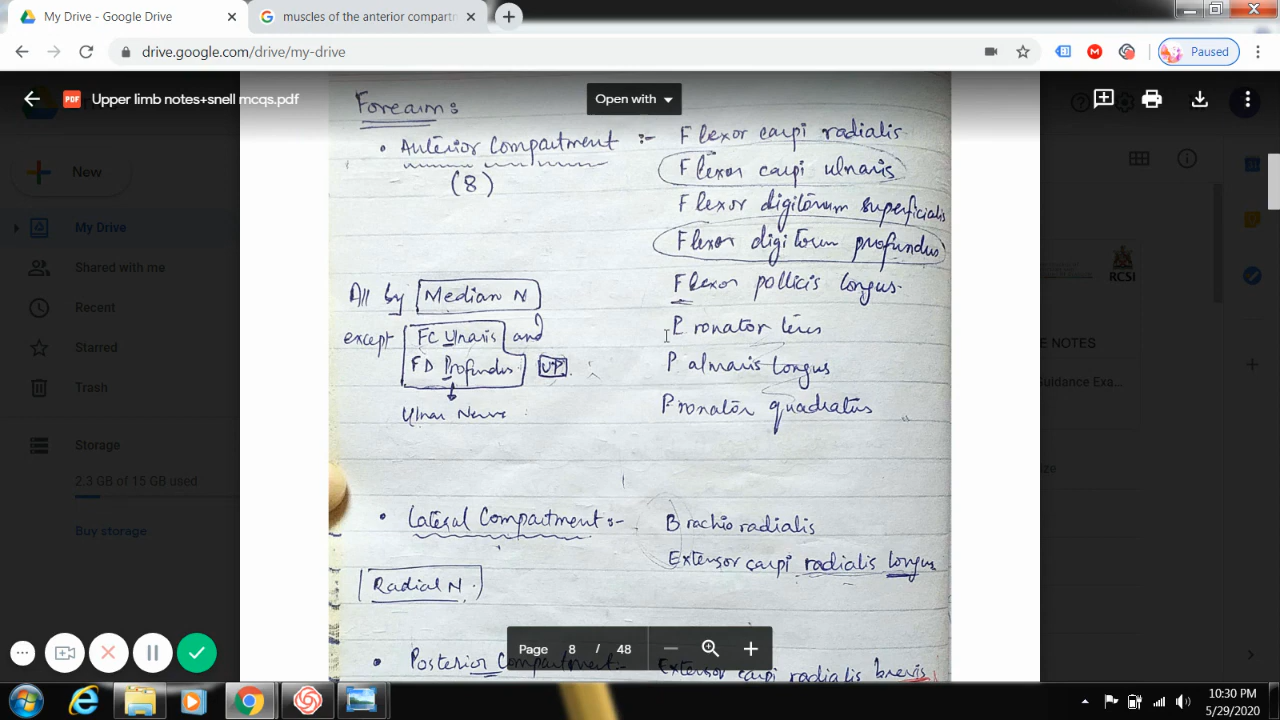 My Drive - Google Drive
muscles of the anterior compartm
drive.google.com/drive/my-drive
Paused
PDF
Upper limb notes+snell mcqs.pdf
Open with
New
My Drive
Shared with me
Recent
Starred
Trash
Storage
2.3 GB of 15 GB used
Buy storage
RCSI
E NOTES
Guidance Exa...
Forearm :
• Anterior Compartment :- Flexor carpi radialis
(8) Flexor carpi ulnaris
Flexor digitorum superficialis
Flexor digitorum profundus
All by Median N Flexor pollicis longus
except FC Ulnaris and Pronator teres
FD Profundus UP. Palmaris longus
Ulnar Nerve Pronator quadratus
• Lateral Compartment :- Brachioradialis
Extensor carpi radialis longus
Radial N.
• Posterior Compartment :- Extensor carpi radialis brevis
Page 8 / 48
10:30 PM
5/29/2020